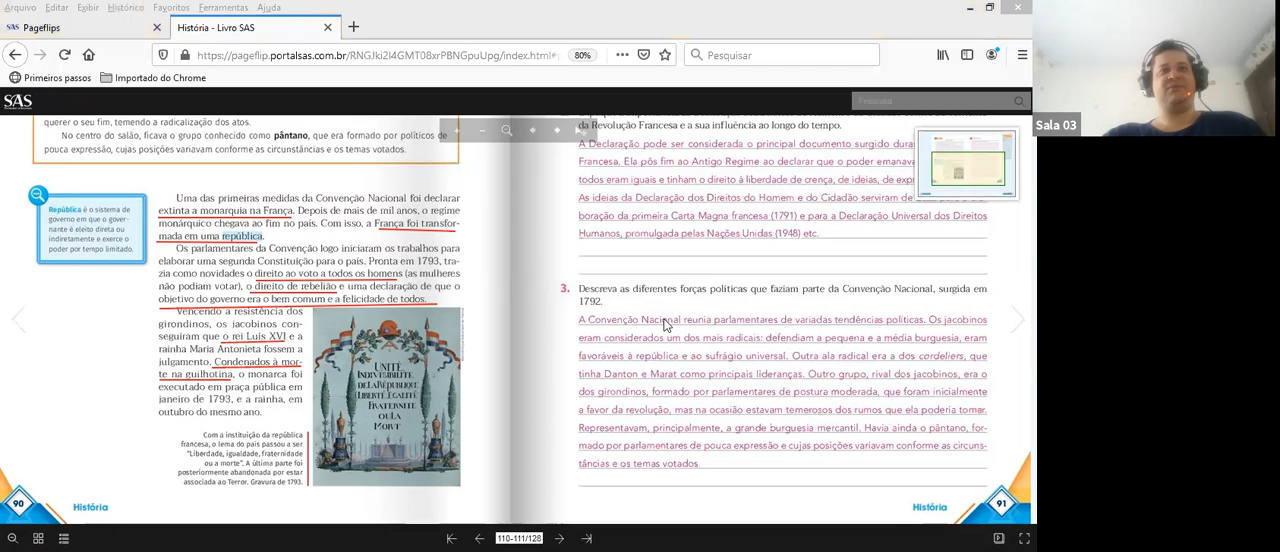 Arquivo Editar Exibir Histórico Favoritos Ferramentas Ajuda
SAS Pageflips
História - Livro SAS
https://pageflip.portalsas.com.br/RNGJki2I4GMT08xrPBNGpuUpg/index.html#
80%
Pesquisar
Primeiros passos
Importado do Chrome
SAS
Pesquisa
Sala 03
querer o seu fim, temendo a radicalização dos atos.
No centro do salão, ficava o grupo conhecido como pântano, que era formado por políticos de
pouca expressão, cujas posições variavam conforme as circunstâncias e os temas votados.
República é o sistema de
governo em que o gover-
nante é eleito direta ou
indiretamente e exerce o
poder por tempo limitado.
Uma das primeiras medidas da Convenção Nacional foi declarar
extinta a monarquia na França. Depois de mais de mil anos, o regime
monárquico chegava ao fim no país. Com isso, a França foi transfor-
mada em uma república.
Os parlamentares da Convenção logo iniciaram os trabalhos para
elaborar uma segunda Constituição para o país. Pronta em 1793, tra-
zia como novidades o direito ao voto a todos os homens (as mulheres
não podiam votar), o direito de rebelião e uma declaração de que o
objetivo do governo era o bem comum e a felicidade de todos.
Vencendo a resistência dos
girondinos, os jacobinos con-
seguiram que o rei Luís XVI e a
rainha Maria Antonieta fossem a
julgamento. Condenados à mor-
te na guilhotina, o monarca foi
executado em praça pública em
janeiro de 1793, e a rainha, em
outubro do mesmo ano.
UNITÉ
INDIVISIBILITÉ
DE LA RÉPUBLIQUE
LIBERTÉ EGALITÉ
FRATERNITÉ
OU LA
MORT
Com a instituição da república
francesa, o lema do país passou a ser
“Liberdade, igualdade, fraternidade
ou a morte”. A última parte foi
posteriormente abandonada por estar
associada ao Terror. Gravura de 1793.
90
História
da Revolução Francesa e a sua influência ao longo do tempo.
A Declaração pode ser considerada o principal documento surgido dura
Francesa. Ela pôs fim ao Antigo Regime ao declarar que o poder emanava
todos eram iguais e tinham o direito à liberdade de crença, de ideias, de exp
As ideias da Declaração dos Direitos do Homem e do Cidadão serviram de
boração da primeira Carta Magna francesa (1791) e para a Declaração Universal dos Direitos
Humanos, promulgada pelas Nações Unidas (1948) etc.
3. Descreva as diferentes forças políticas que faziam parte da Convenção Nacional, surgida em
1792.
A Convenção Nacional reunia parlamentares de variadas tendências políticas. Os jacobinos
eram considerados um dos mais radicais: defendiam a pequena e a média burguesia, eram
favoráveis à república e ao sufrágio universal. Outra ala radical era a dos cordeliers, que
tinha Danton e Marat como principais lideranças. Outro grupo, rival dos jacobinos, era o
dos girondinos, formado por parlamentares de postura moderada, que foram inicialmente
a favor da revolução, mas na ocasião estavam temerosos dos rumos que ela poderia tomar.
Representavam, principalmente, a grande burguesia mercantil. Havia ainda o pântano, for-
mado por parlamentares de pouca expressão e cujas posições variavam conforme as circuns-
tâncias e os temas votados.
História
91
110-111/128